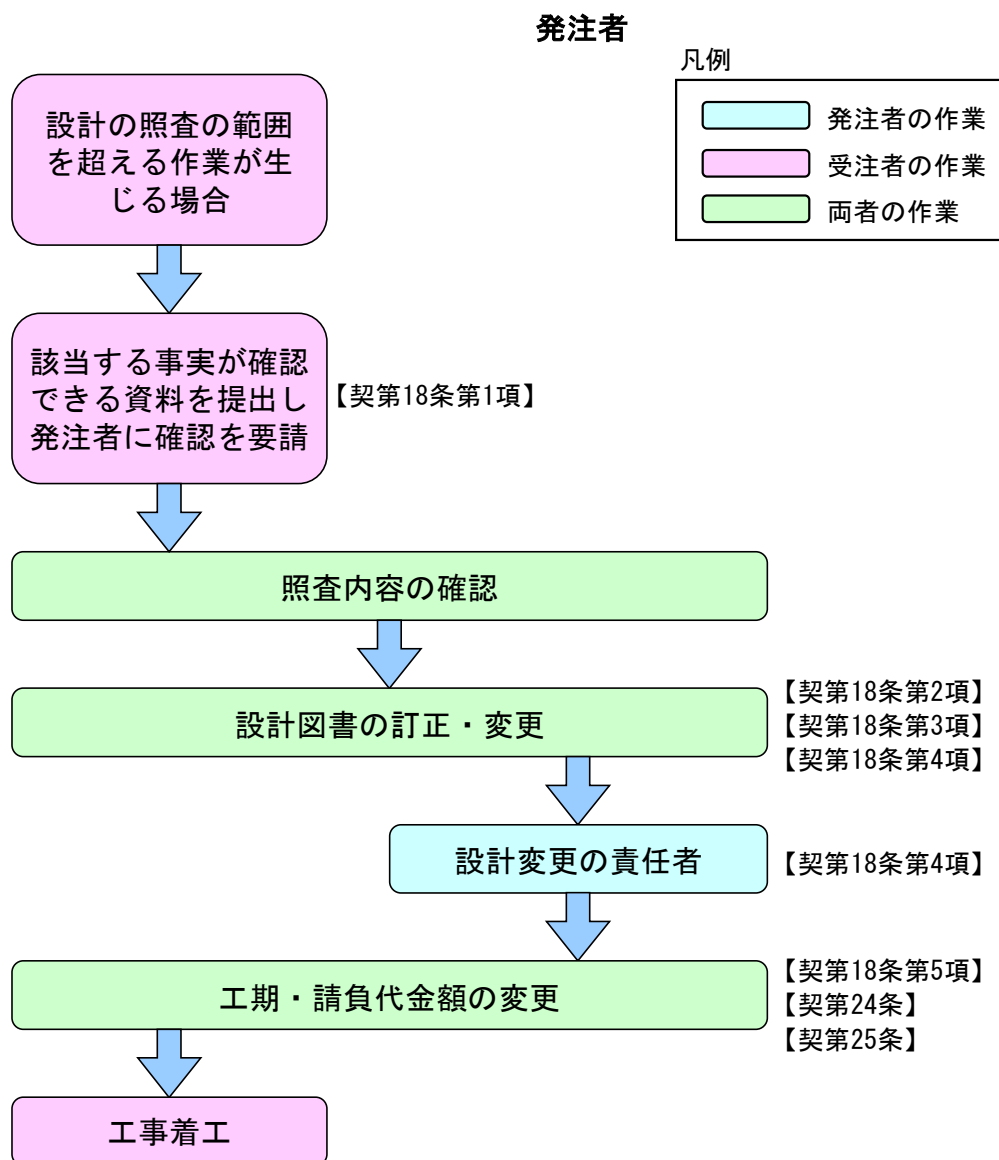 発注者
凡例
発注者の作業
受注者の作業
両者の作業
設計の照査の範囲
を超える作業が生
じる場合
該当する事実が確認
できる資料を提出し
発注者に確認を要請
【契第18条第1項】
照査内容の確認
設計図書の訂正・変更
【契第18条第2項】
【契第18条第3項】
【契第18条第4項】
設計変更の責任者
【契第18条第4項】
工期・請負代金額の変更
【契第18条第5項】
【契第24条】
【契第25条】
工事着工